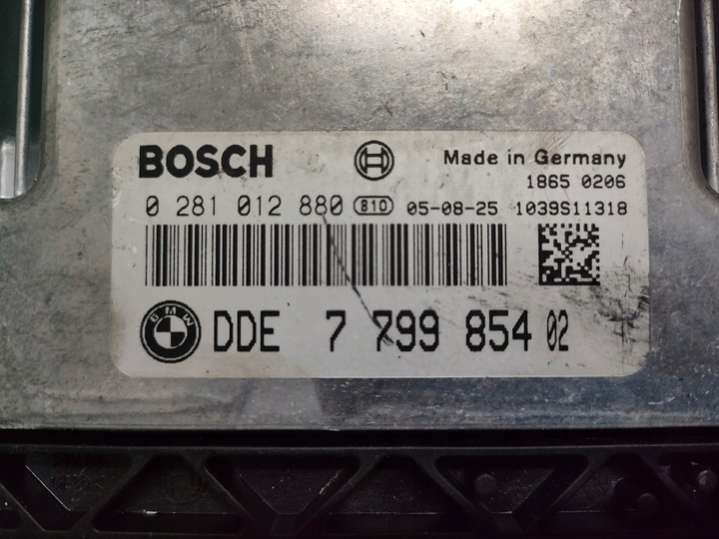 BOSCH Made in Germany
1865 0206
0 281 012 880 810 05-08-25 1039S11318
BMW DDE 7 799 854 02